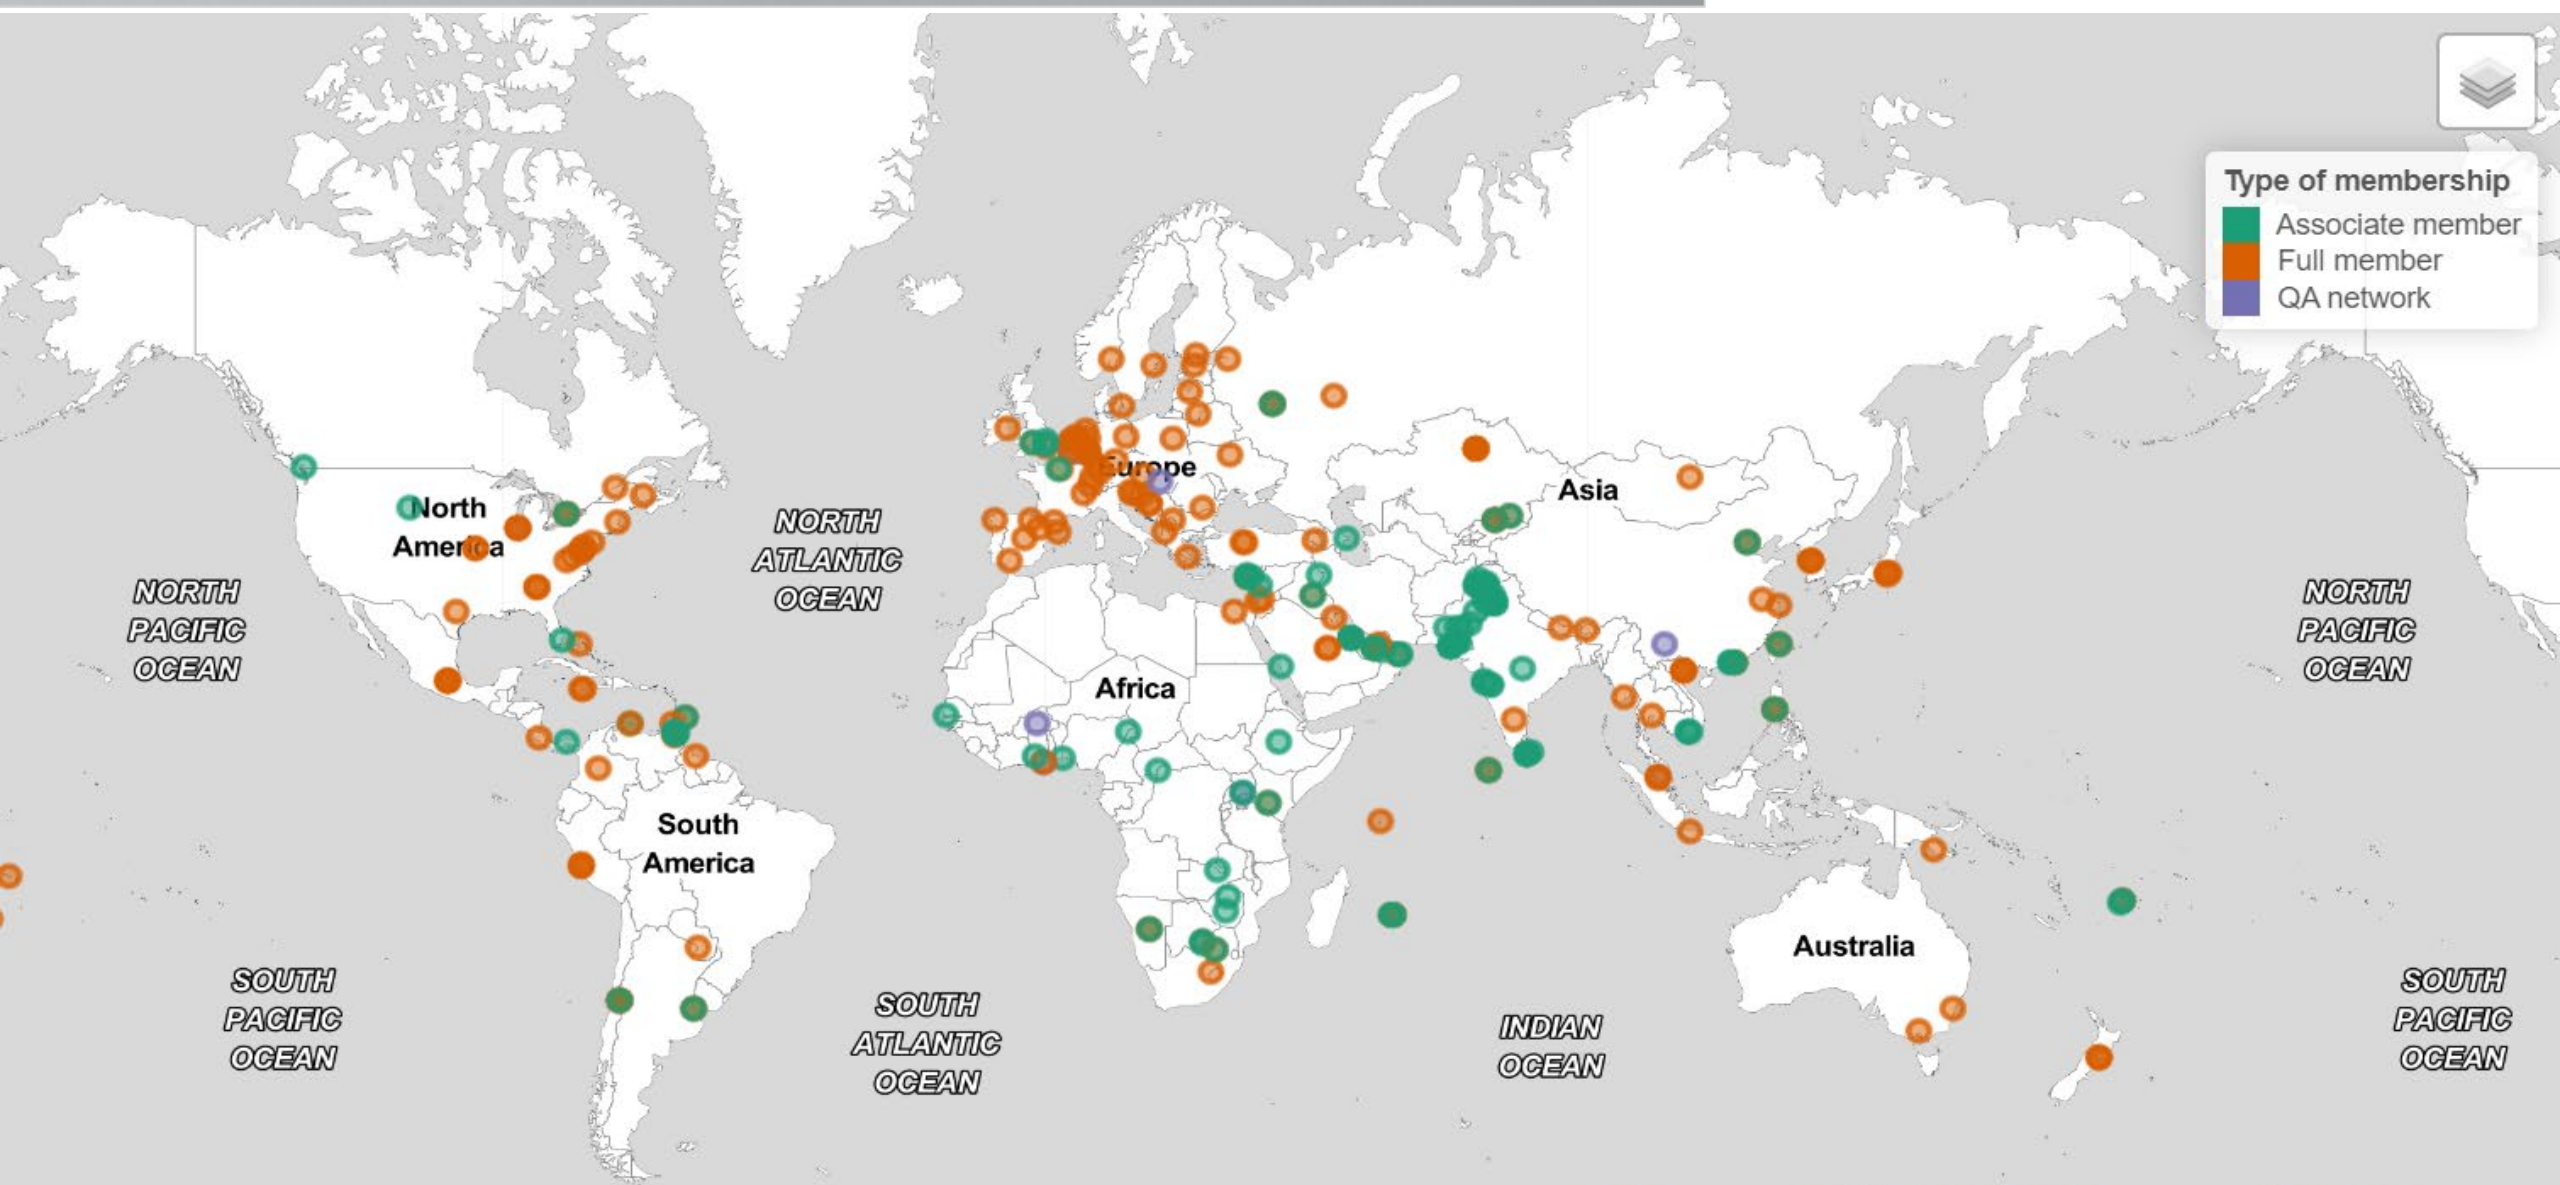 Type of membership
Associate member
Full member
QA network
Europe
North
America
Asia
NORTH
ATLANTIC
OCEAN
NORTH
PACIFIC
OCEAN
NORTH
PACIFIC
OCEAN
Africa
South
America
Australia
SOUTH
PACIFIC
OCEAN
SOUTH
ATLANTIC
OCEAN
INDIAN
OCEAN
SOUTH
PACIFIC
OCEAN